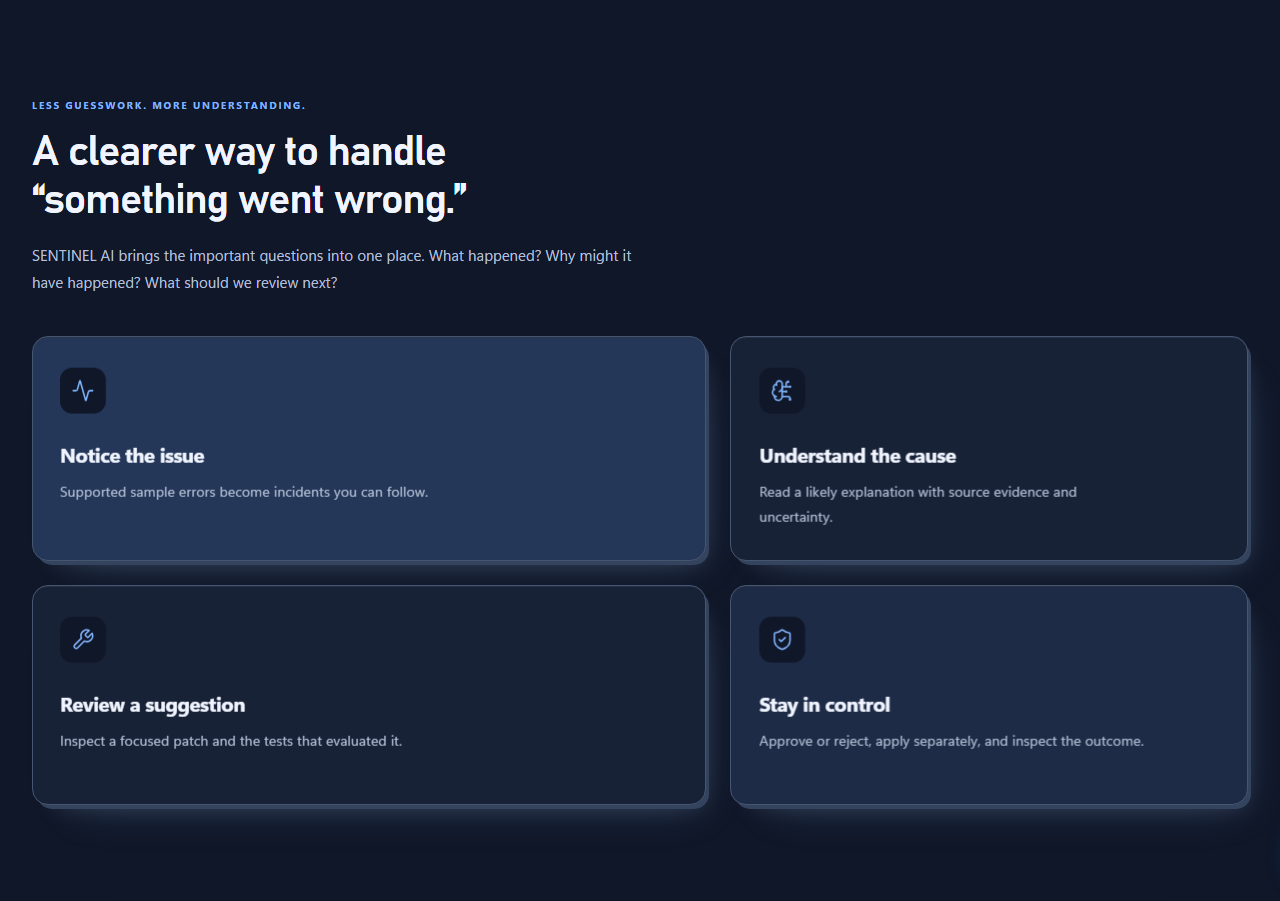 LESS GUESSWORK. MORE UNDERSTANDING.
A clearer way to handle
“something went wrong.”
SENTINEL AI brings the important questions into one place. What happened? Why might it
have happened? What should we review next?
Notice the issue
Supported sample errors become incidents you can follow.
Understand the cause
Read a likely explanation with source evidence and
uncertainty.
Review a suggestion
Inspect a focused patch and the tests that evaluated it.
Stay in control
Approve or reject, apply separately, and inspect the outcome.